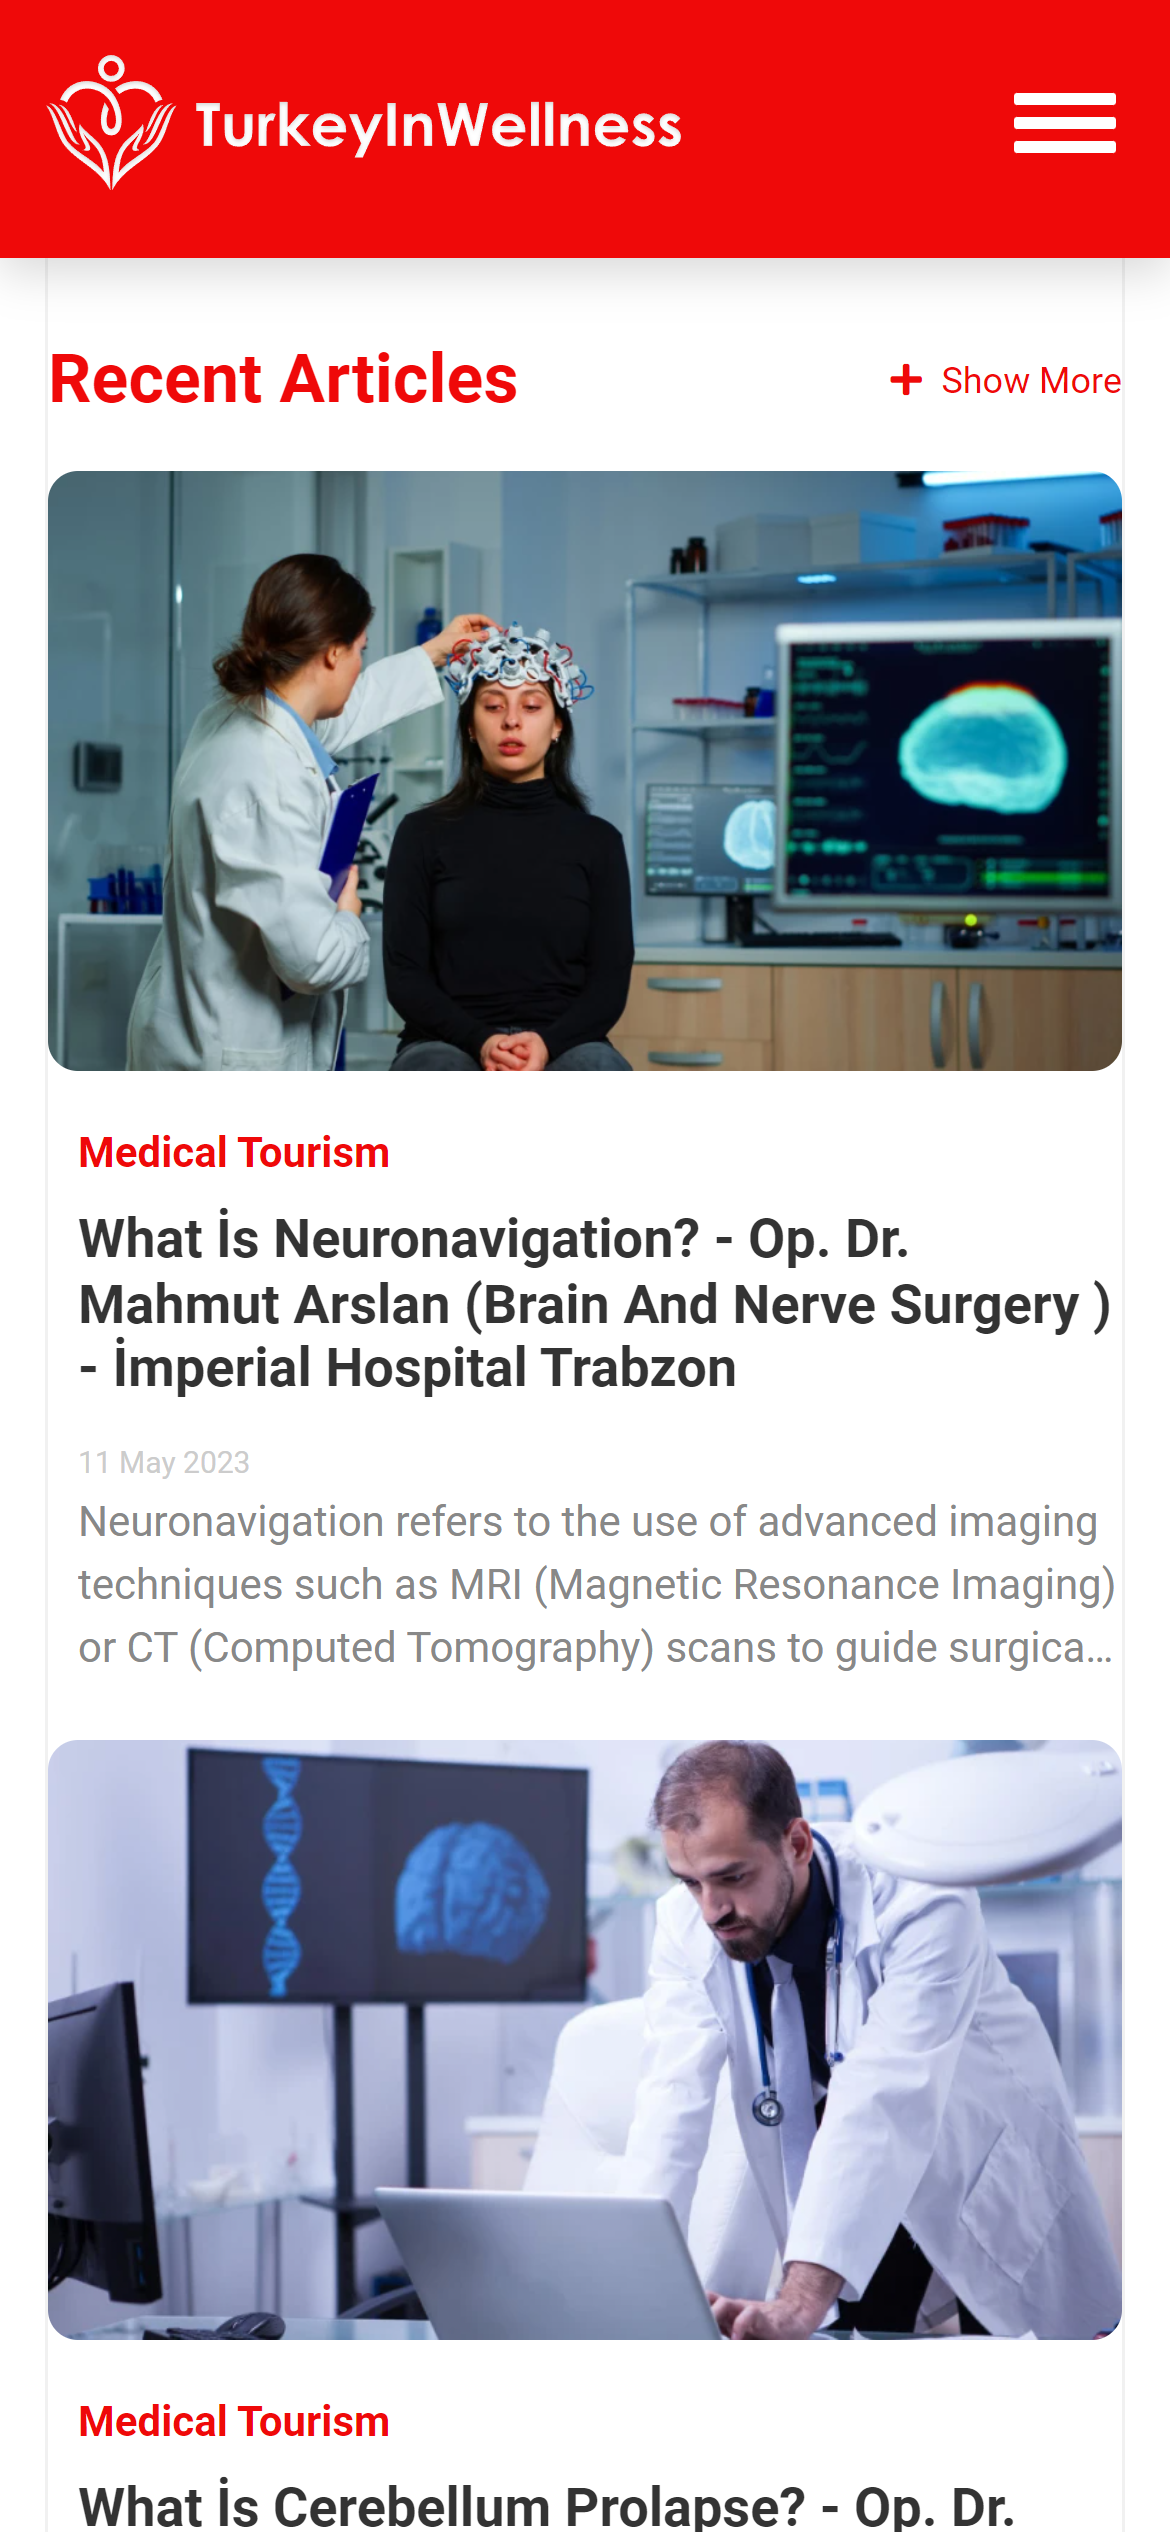 TurkeyInWellness
Recent Articles
Show More
Medical Tourism
What İs Neuronavigation? - Op. Dr.
Mahmut Arslan (Brain And Nerve Surgery )
- İmperial Hospital Trabzon
11 May 2023
Neuronavigation refers to the use of advanced imaging
techniques such as MRI (Magnetic Resonance Imaging)
or CT (Computed Tomography) scans to guide surgica...
Medical Tourism
What İs Cerebellum Prolapse? - Op. Dr.